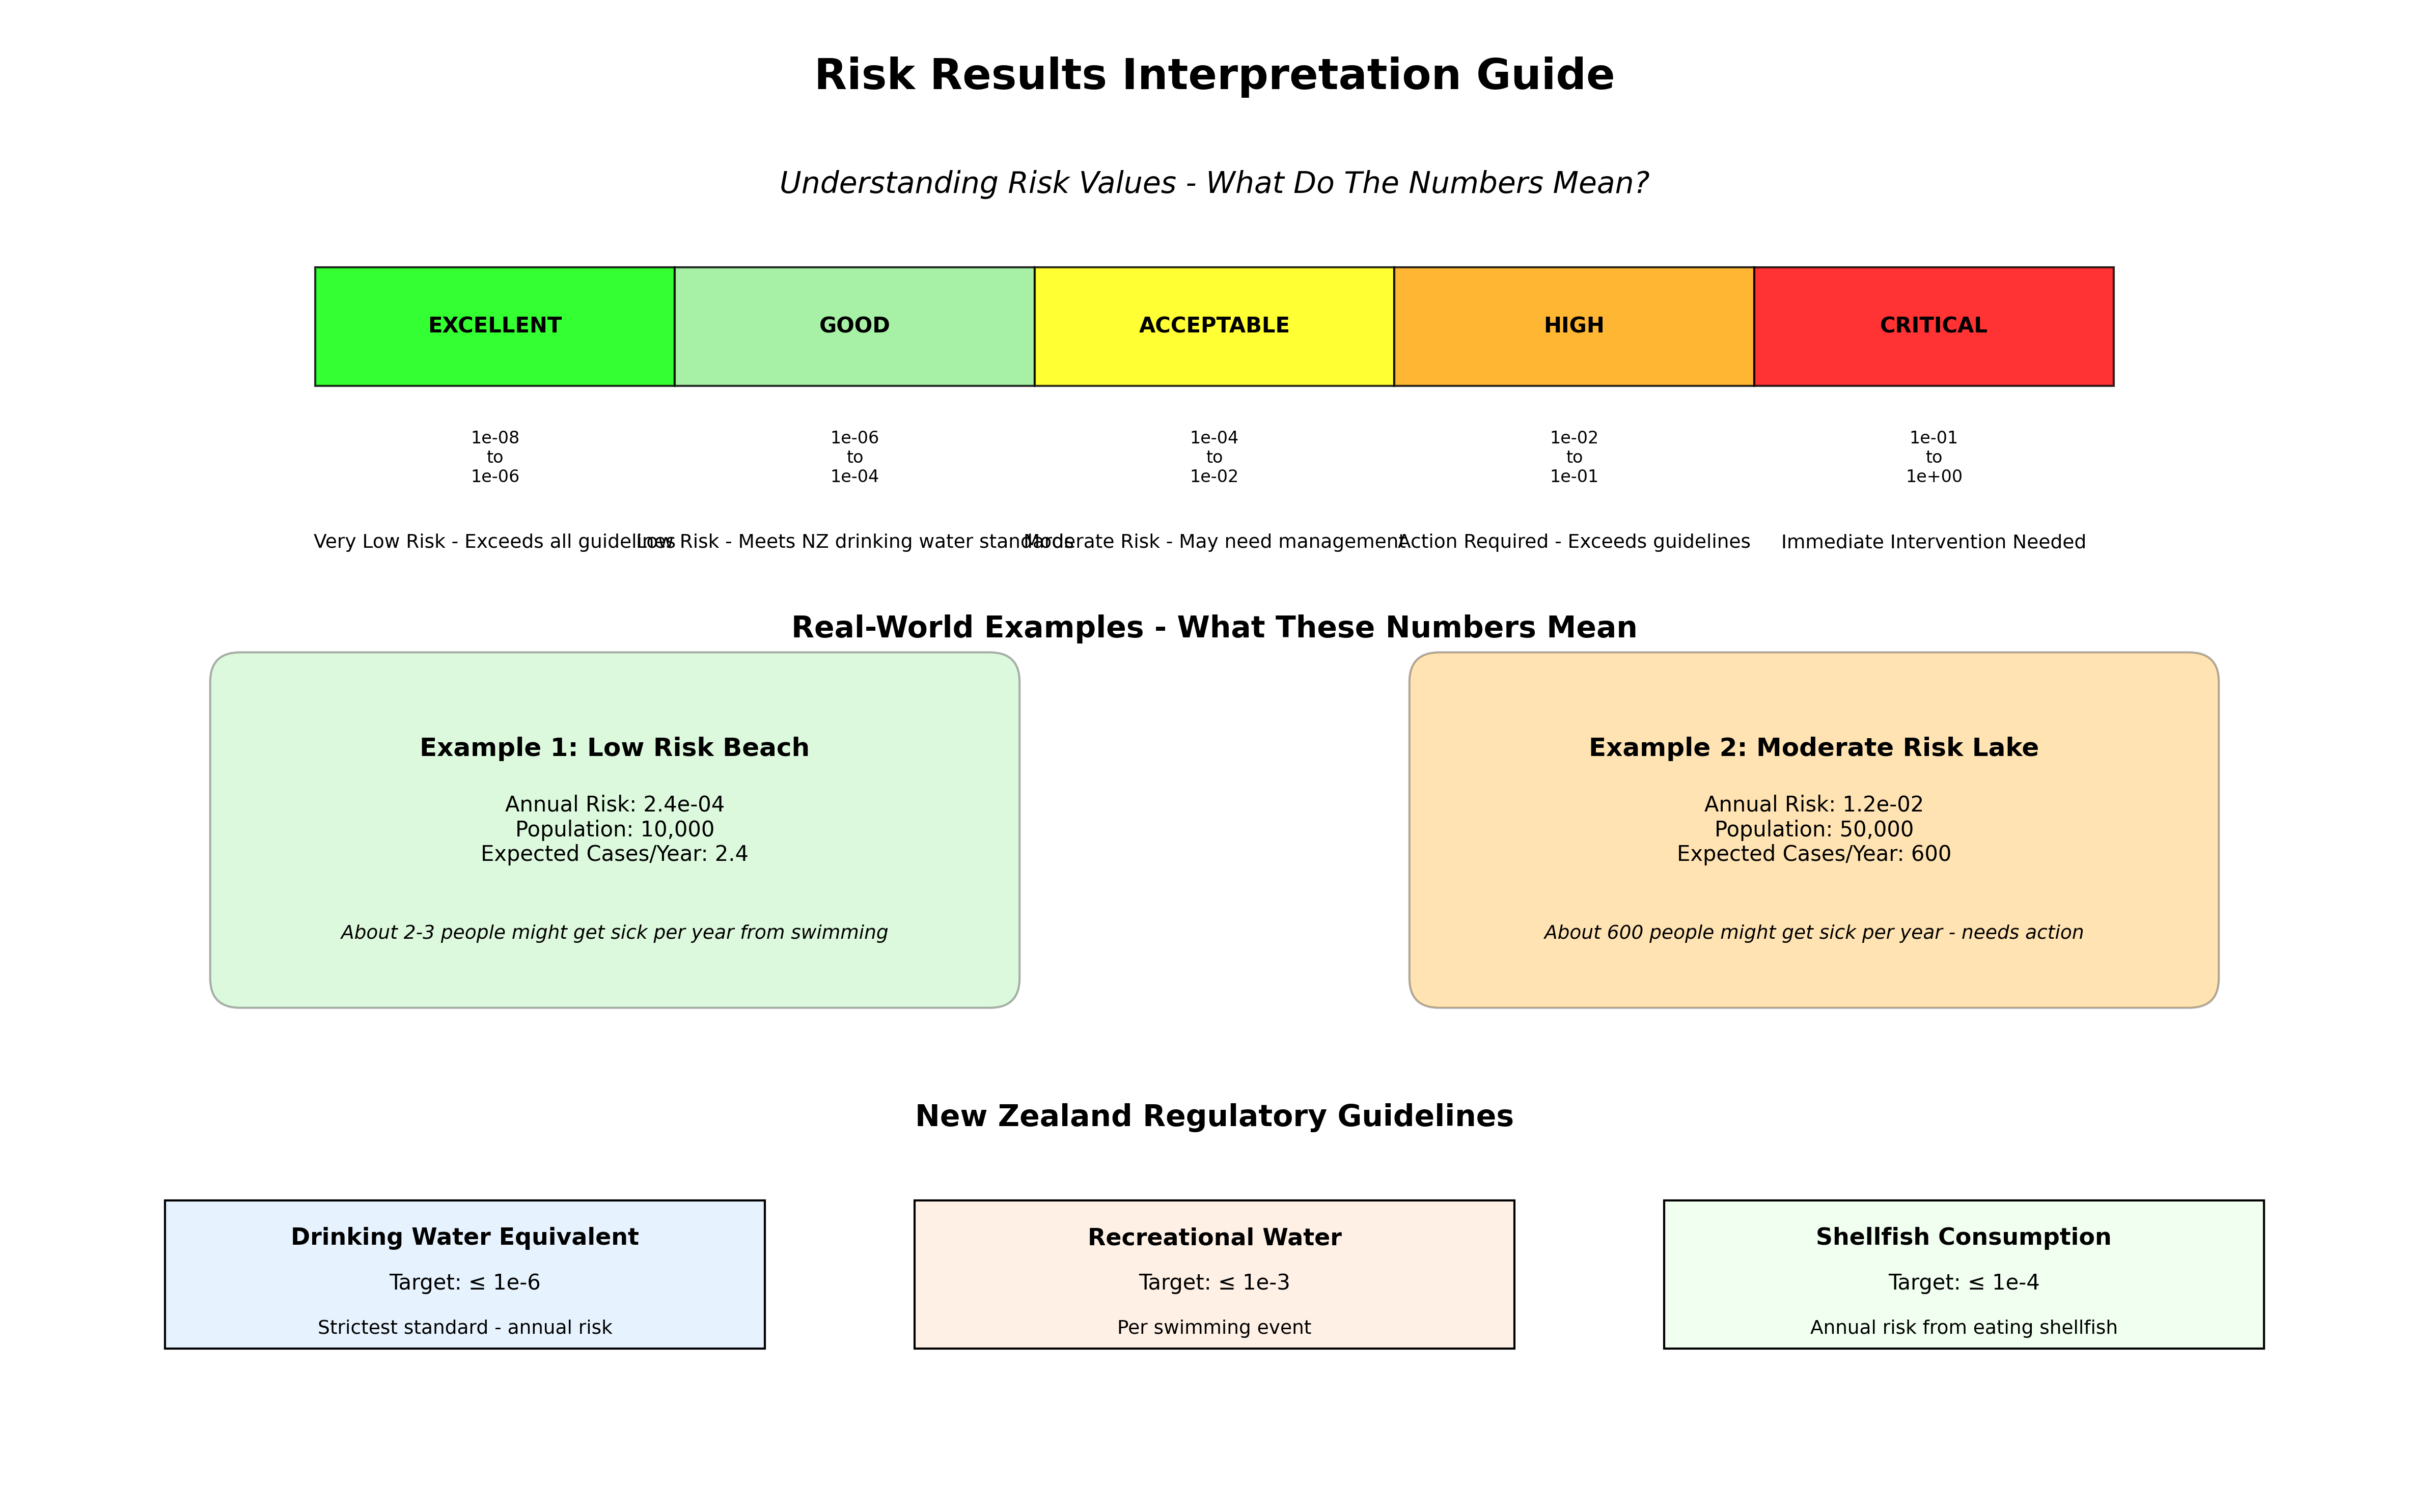 Risk Results Interpretation Guide
Understanding Risk Values - What Do The Numbers Mean?
EXCELLENT
GOOD
ACCEPTABLE
HIGH
CRITICAL
1e-08
to
1e-06
1e-06
to
1e-04
1e-04
to
1e-02
1e-02
to
1e-01
1e-01
to
1e+00
Very Low Risk - Exceeds all guidelines
Low Risk - Meets NZ drinking water standards
Moderate Risk - May need management
Action Required - Exceeds guidelines
Immediate Intervention Needed
Real-World Examples - What These Numbers Mean
Example 1: Low Risk Beach
Annual Risk: 2.4e-04
Population: 10,000
Expected Cases/Year: 2.4
About 2-3 people might get sick per year from swimming
Example 2: Moderate Risk Lake
Annual Risk: 1.2e-02
Population: 50,000
Expected Cases/Year: 600
About 600 people might get sick per year - needs action
New Zealand Regulatory Guidelines
Drinking Water Equivalent
Target: ≤ 1e-6
Strictest standard - annual risk
Recreational Water
Target: ≤ 1e-3
Per swimming event
Shellfish Consumption
Target: ≤ 1e-4
Annual risk from eating shellfish